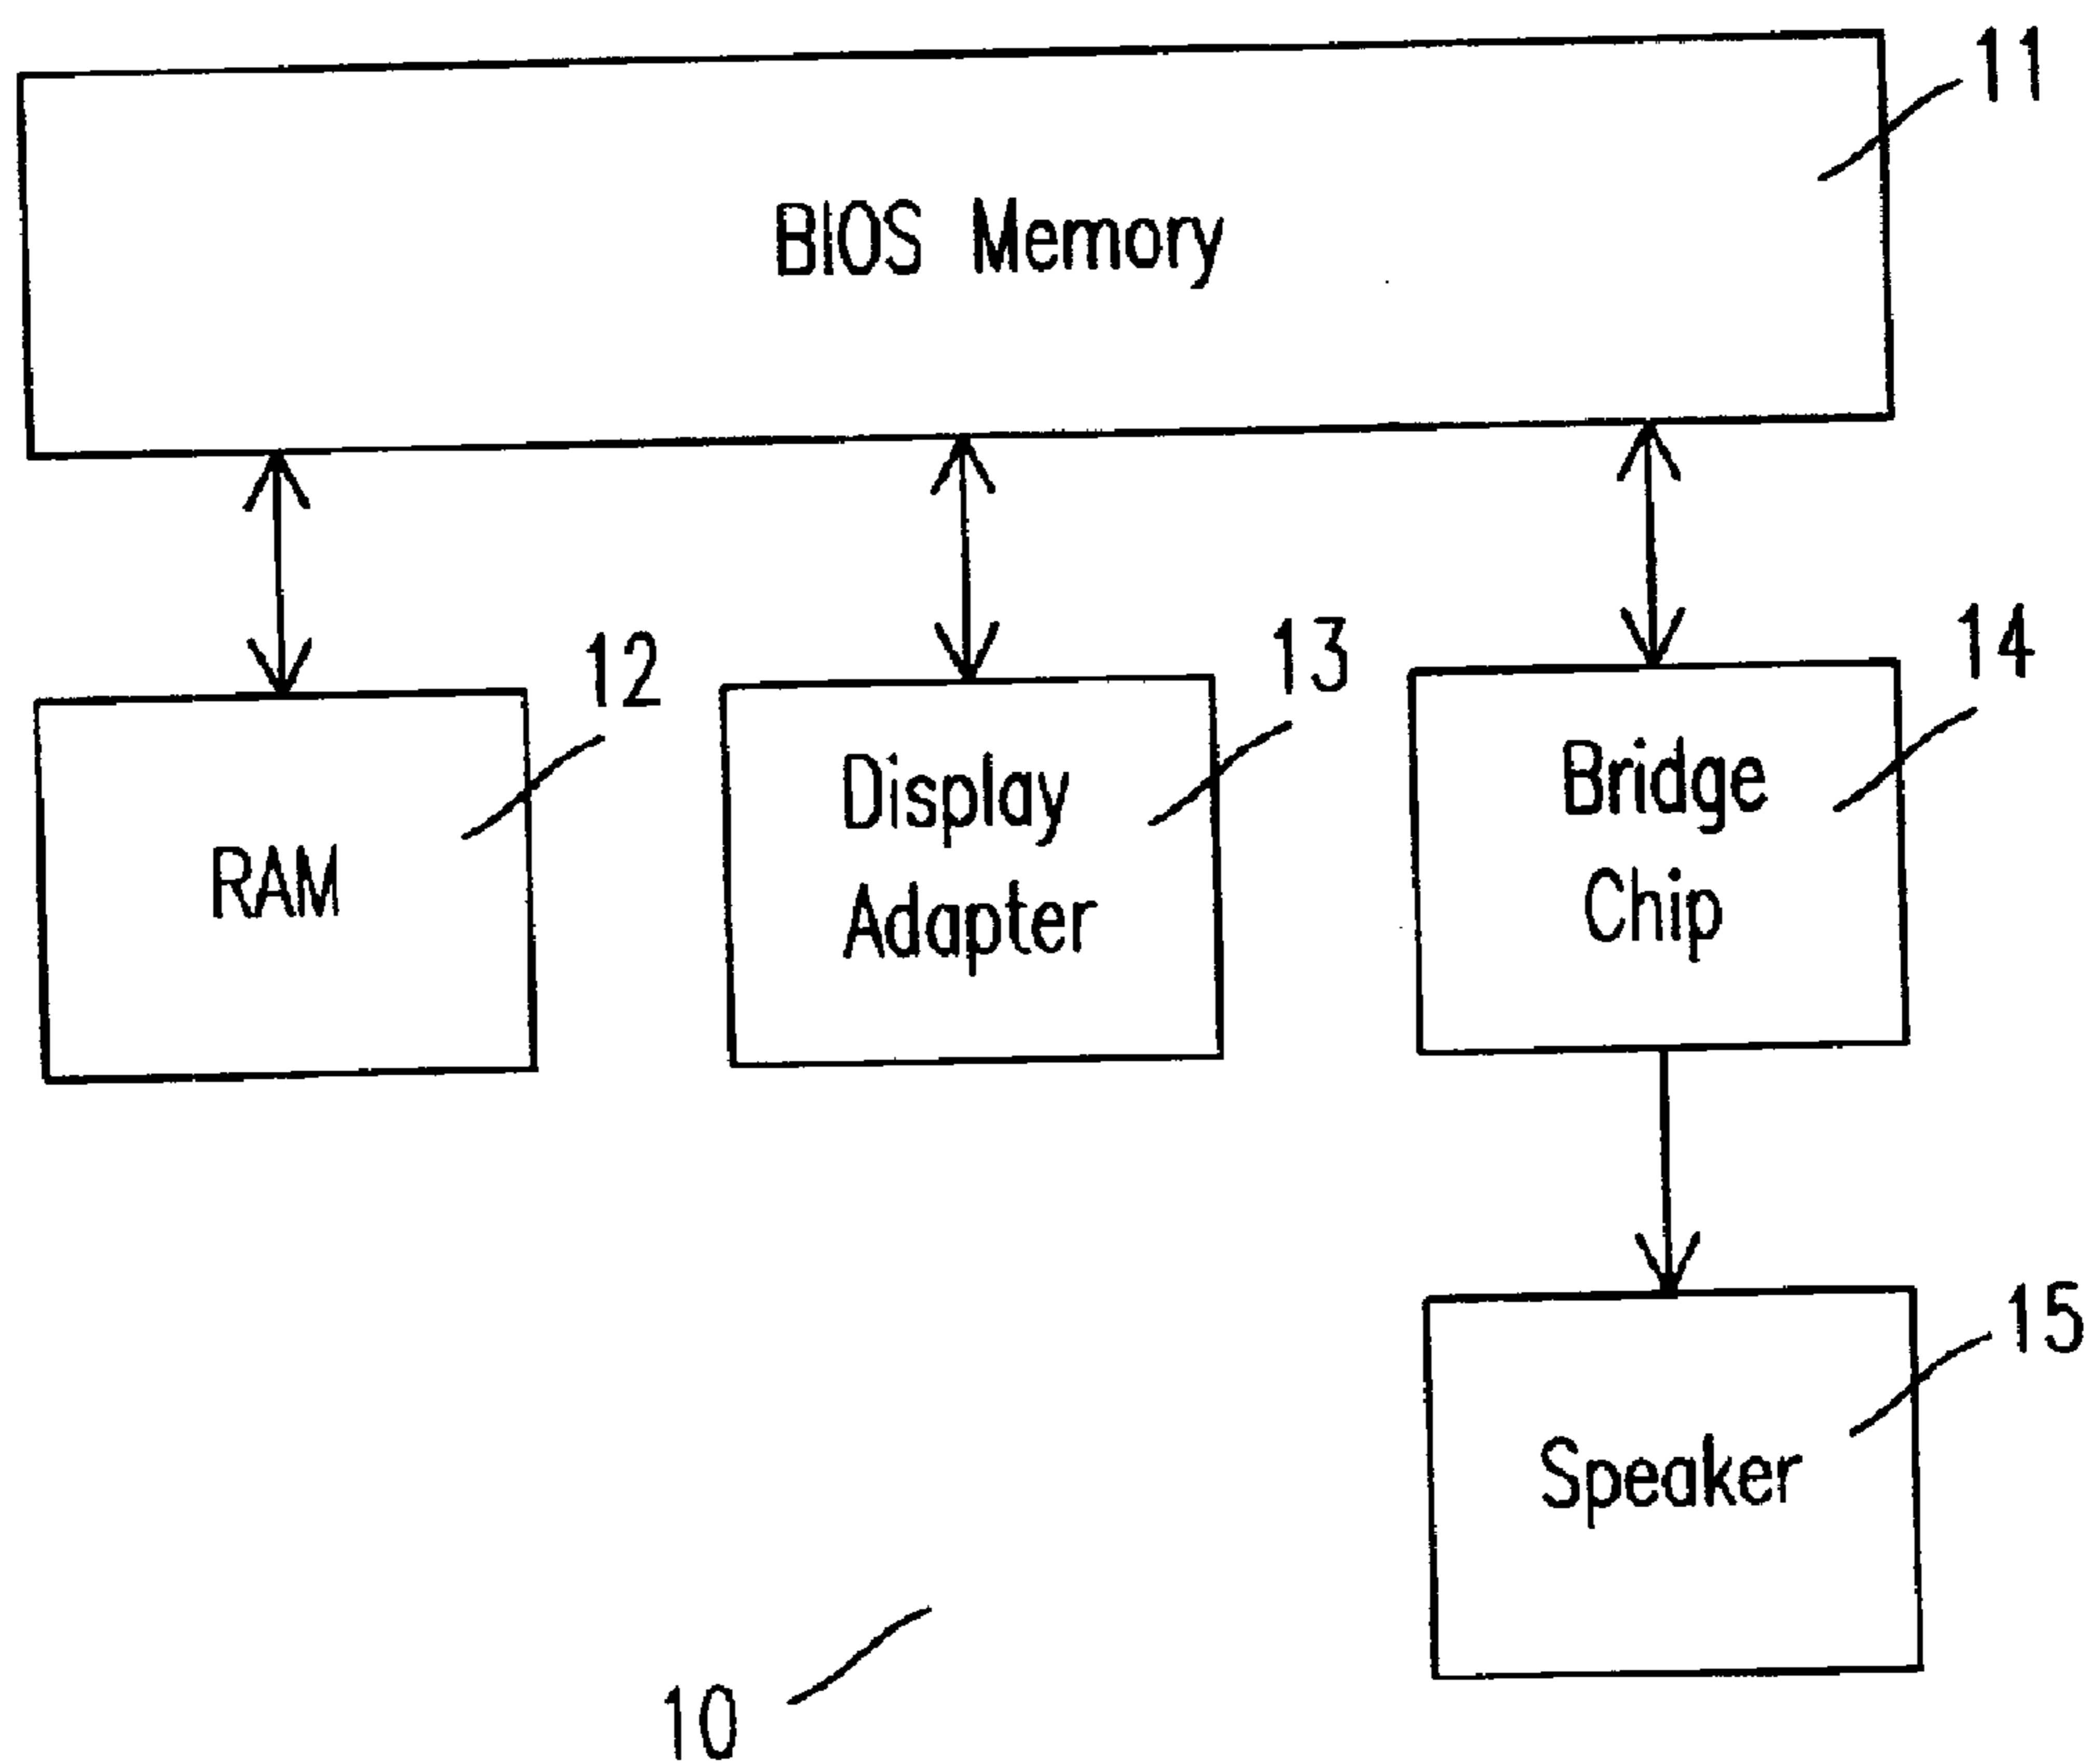 11
BIOS Memory
12
13
14
RAM
Display
Adapter
Bridge
Chip
15
Speaker
10